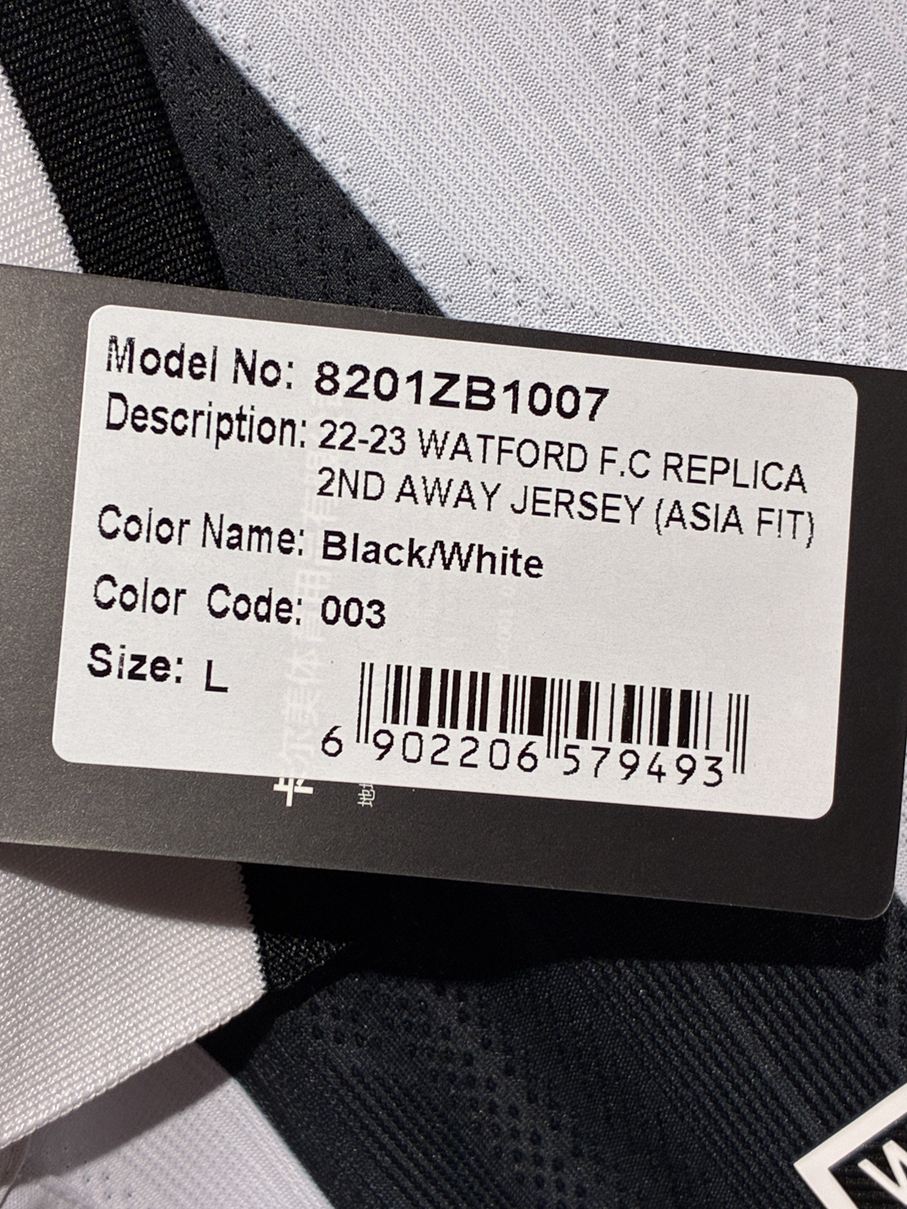 Model No: 8201ZB1007
Description: 22-23 WATFORD F.C REPLICA
2ND AWAY JERSEY (ASIA FIT)
Color Name: Black/White
Color Code: 003
Size: L
6 902206 579493